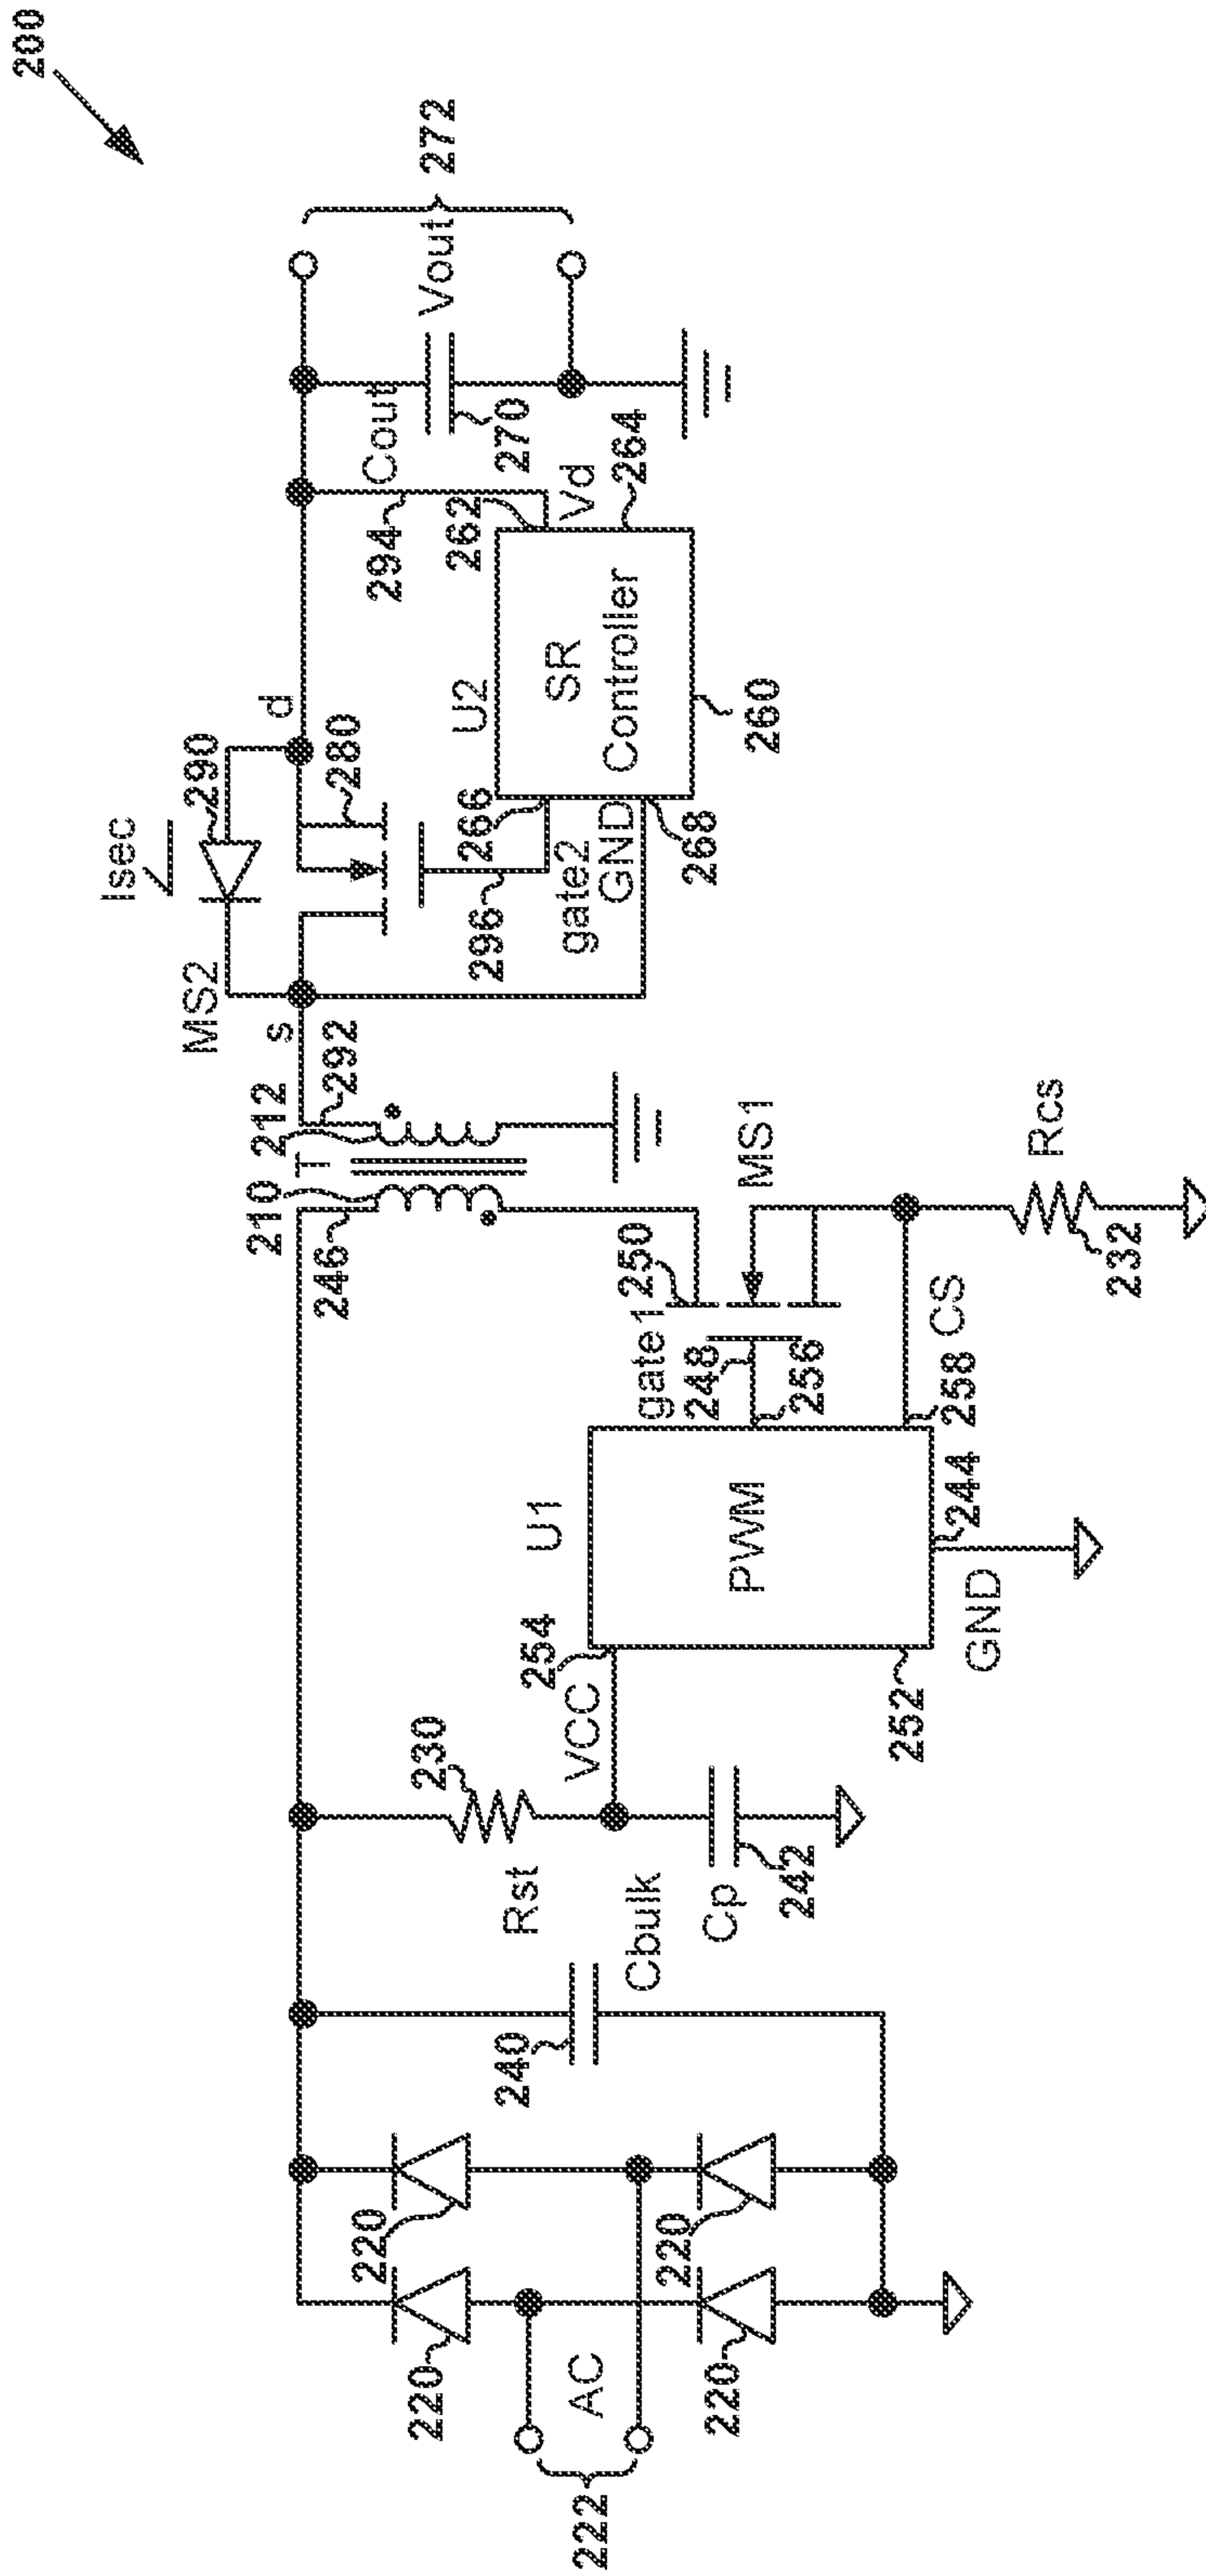 200
Isec
MS2
290
s
d
292
280
210
T
212
246
294
Cout
Vout
272
270
296
266
gate2
GND
268
U2
SR
Controller
260
262
Vd
264
222
AC
220
220
220
220
240
Cbulk
Rst
230
Cp
242
VCC
254
U1
PWM
252
GND
244
gate1
248
250
256
MS1
CS
258
Rcs
232